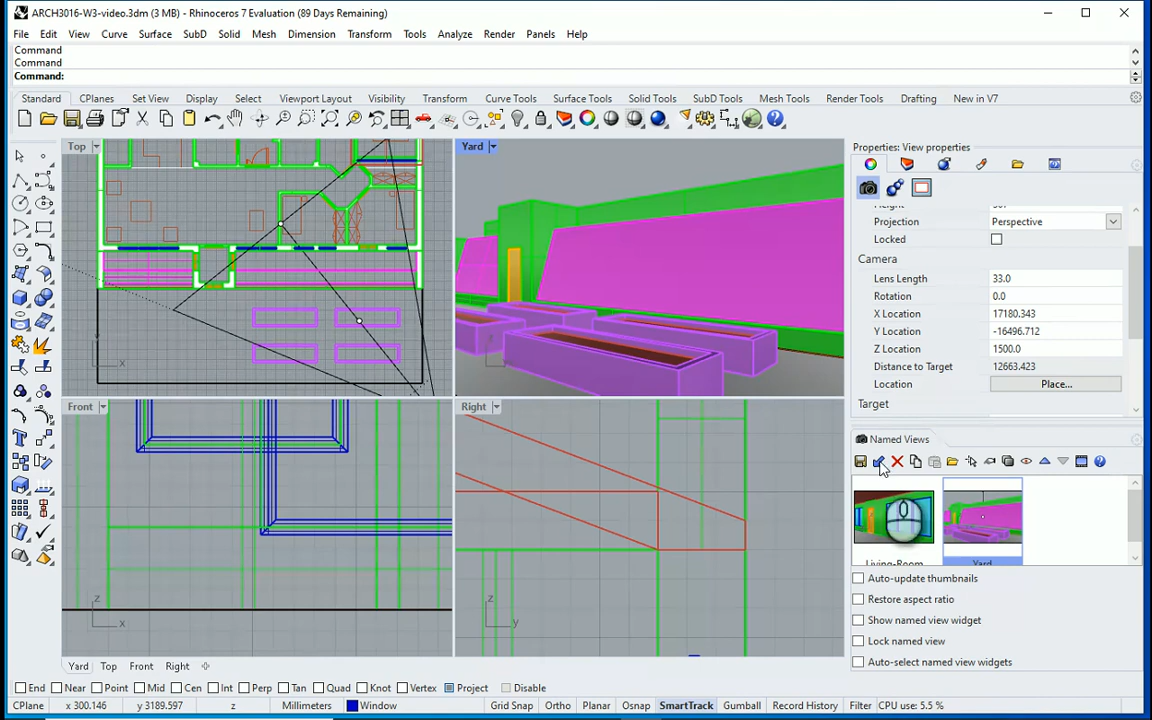 ARCH3016-W3-video.3dm (3 MB) - Rhinoceros 7 Evaluation (89 Days Remaining)
File Edit View Curve Surface SubD Solid Mesh Dimension Transform Tools Analyze Render Panels Help
Command
Command
Command:
Standard CPlanes Set View Display Select Viewport Layout Visibility Transform Curve Tools Surface Tools Solid Tools SubD Tools Mesh Tools Render Tools Drafting New in V7
Top
Yard
Properties: View properties
Projection Perspective
Locked
Camera
Lens Length 33.0
Rotation 0.0
X Location 17180.343
Y Location -16496.712
Z Location 1500.0
Distance to Target 12663.423
Location Place...
Target
x
Front
Right
Named Views
Living-Room Yard
Auto-update thumbnails
Restore aspect ratio
Show named view widget
Lock named view
Auto-select named view widgets
z
x
z
y
Yard Top Front Right
End Near Point Mid Cen Int Perp Tan Quad Knot Vertex Project Disable
CPlane x 300.146 y 3189.597 z Millimeters Window Grid Snap Ortho Planar Osnap SmartTrack Gumball Record History Filter CPU use: 5.5 %